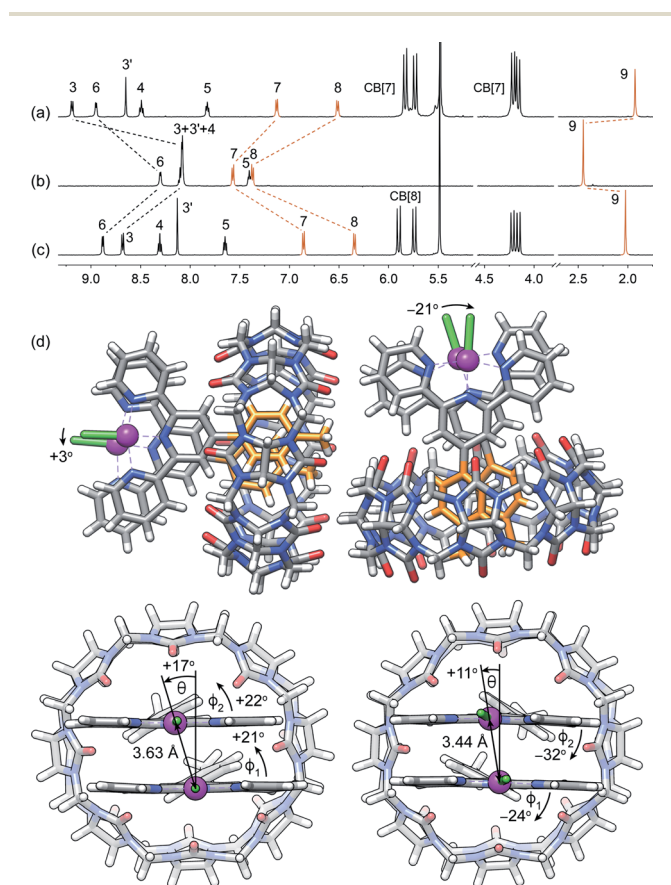 3 6 3' 4 5 7 8 CB[7] CB[7] 9
(a)
3+3'+4
6 7 5 8 9
(b)
6 3 3' 4 5 7 8 CB[8] 9
(c)
9.0 8.5 8.0 7.5 7.0 6.5 6.0 5.5 4.5 4.0 2.5 2.0
(d)
–21°
+3°
+17° +11°
θ ϕ2 +22° θ ϕ2
+21° –32°
3.63 Å ϕ1 3.44 Å ϕ1
–24°